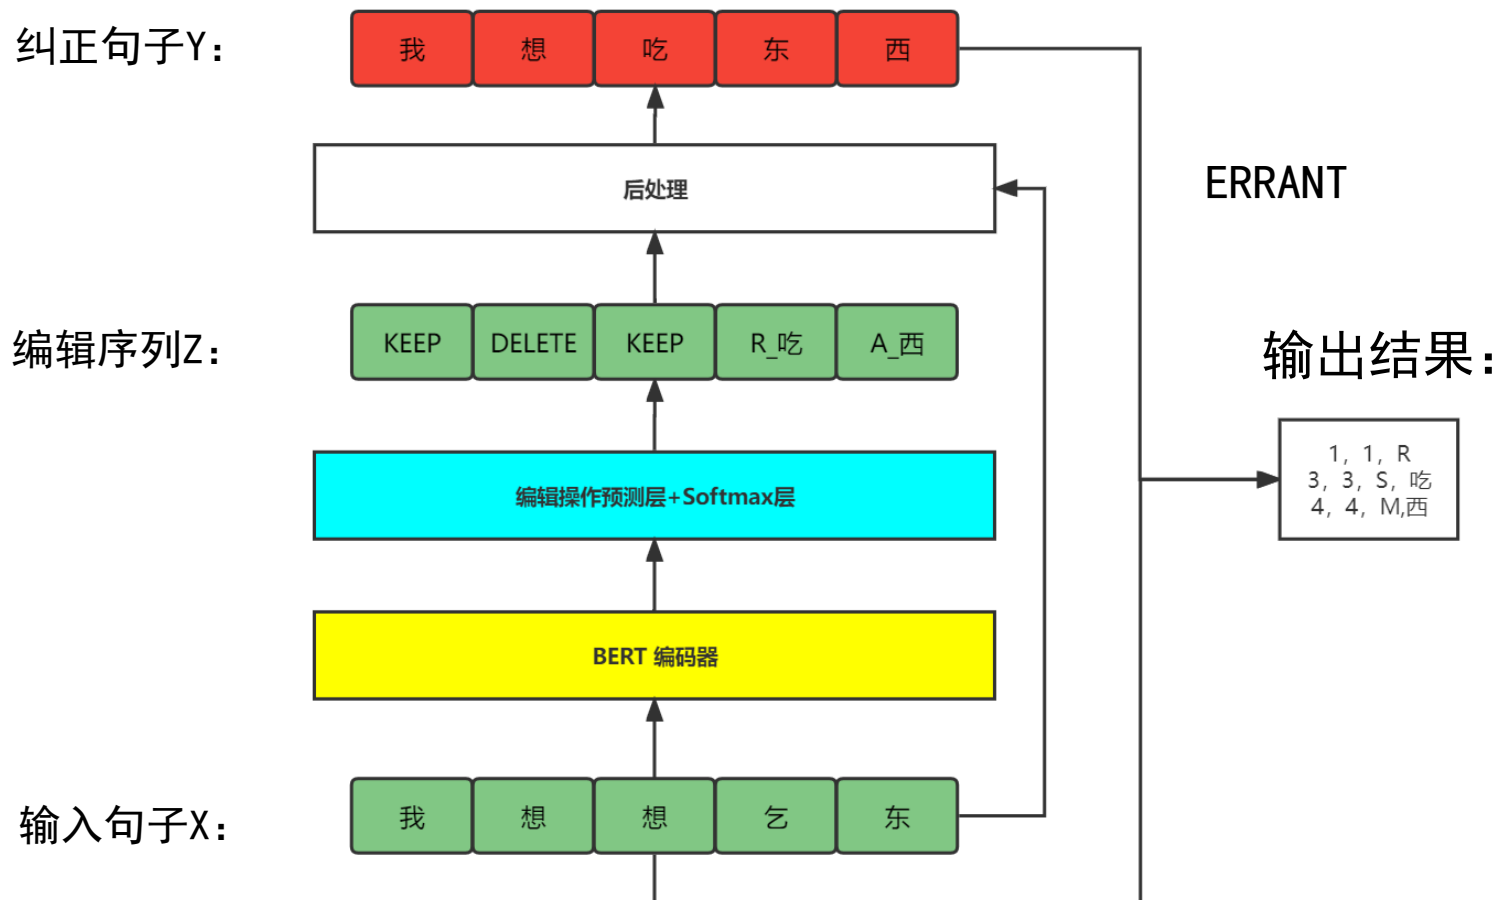 纠正句子Y：
我 想 吃 东 西
后处理
ERRANT
编辑序列Z：
KEEP DELETE KEEP R_吃 A_西
输出结果：
1，1，R
3，3，S，吃
4，4，M,西
编辑操作预测层+Softmax层
BERT 编码器
输入句子X：
我 想 想 乞 东